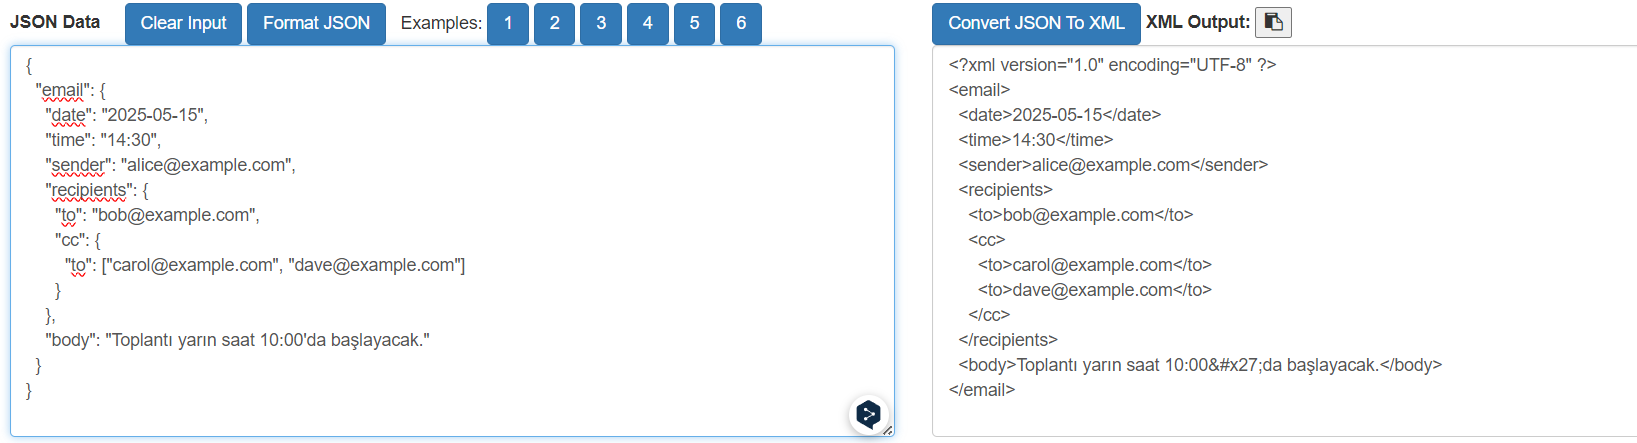 JSON Data Clear Input Format JSON Examples: 1 2 3 4 5 6
{
"email": {
"date": "2025-05-15",
"time": "14:30",
"sender": "alice@example.com",
"recipients": {
"to": "bob@example.com",
"cc": {
"to": ["carol@example.com", "dave@example.com"]
}
},
"body": "Toplantı yarın saat 10:00'da başlayacak."
}
}
Convert JSON To XML XML Output:
<?xml version="1.0" encoding="UTF-8" ?>
<email>
<date>2025-05-15</date>
<time>14:30</time>
<sender>alice@example.com</sender>
<recipients>
<to>bob@example.com</to>
<cc>
<to>carol@example.com</to>
<to>dave@example.com</to>
</cc>
</recipients>
<body>Toplantı yarın saat 10:00&#x27;da başlayacak.</body>
</email>